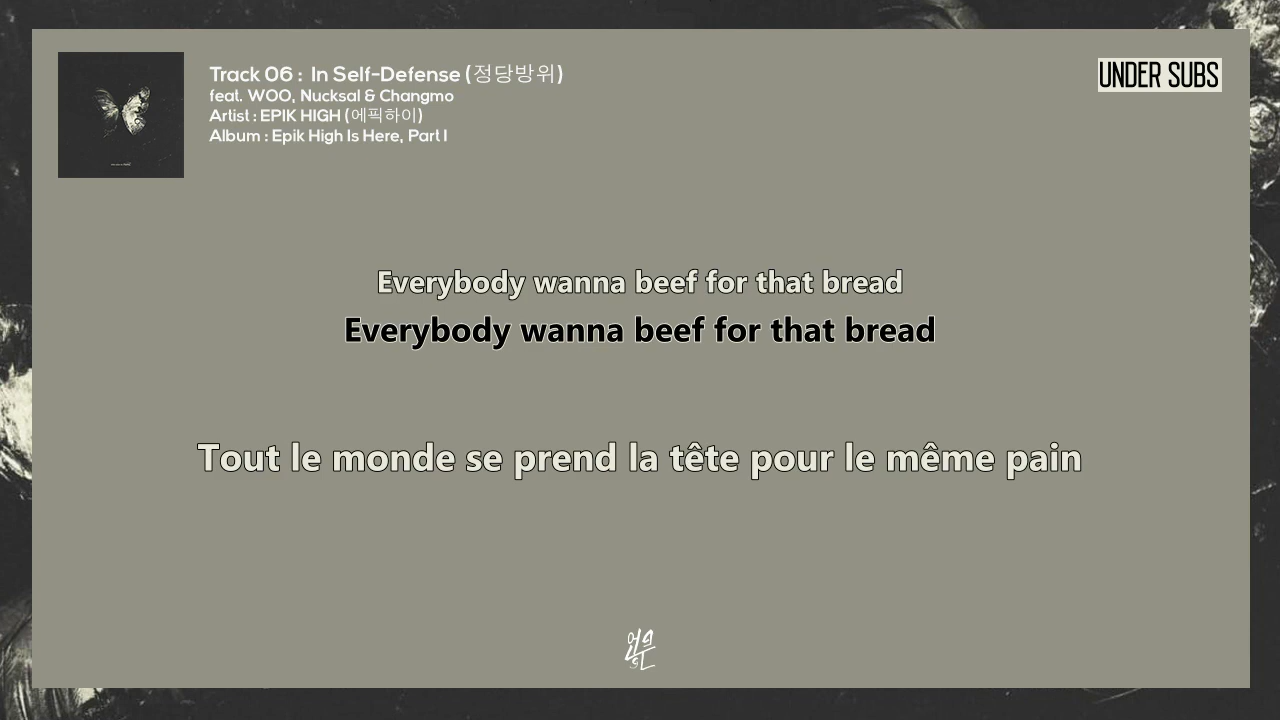 Track 06 : In Self-Defense (정당방위)
feat. WOO, Nucksal & Changmo
Artist : EPIK HIGH (에픽하이)
Album : Epik High Is Here, Part I
UNDER SUBS
Everybody wanna beef for that bread
Everybody wanna beef for that bread
Tout le monde se prend la tête pour le même pain